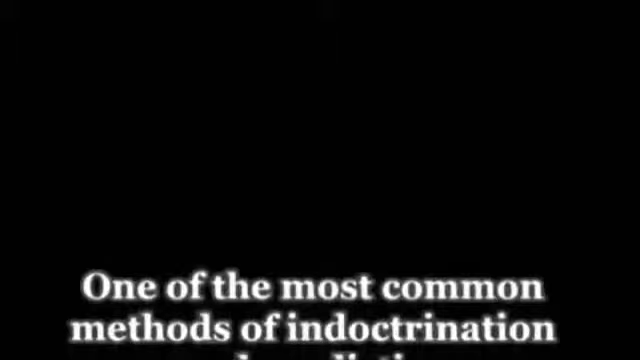 One of the most common
methods of indoctrination